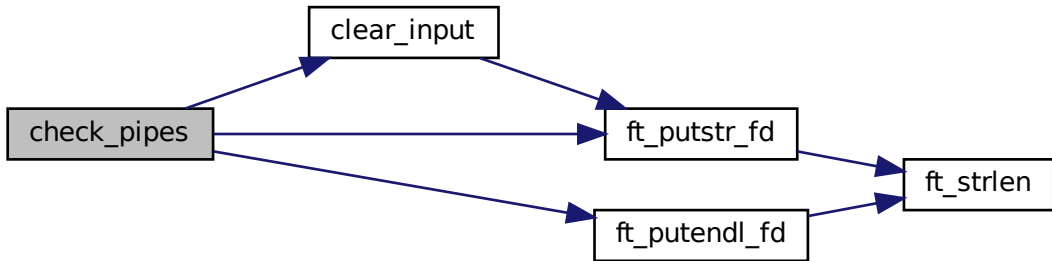 clear_input
check_pipes
ft_putstr_fd
ft_strlen
ft_putendl_fd